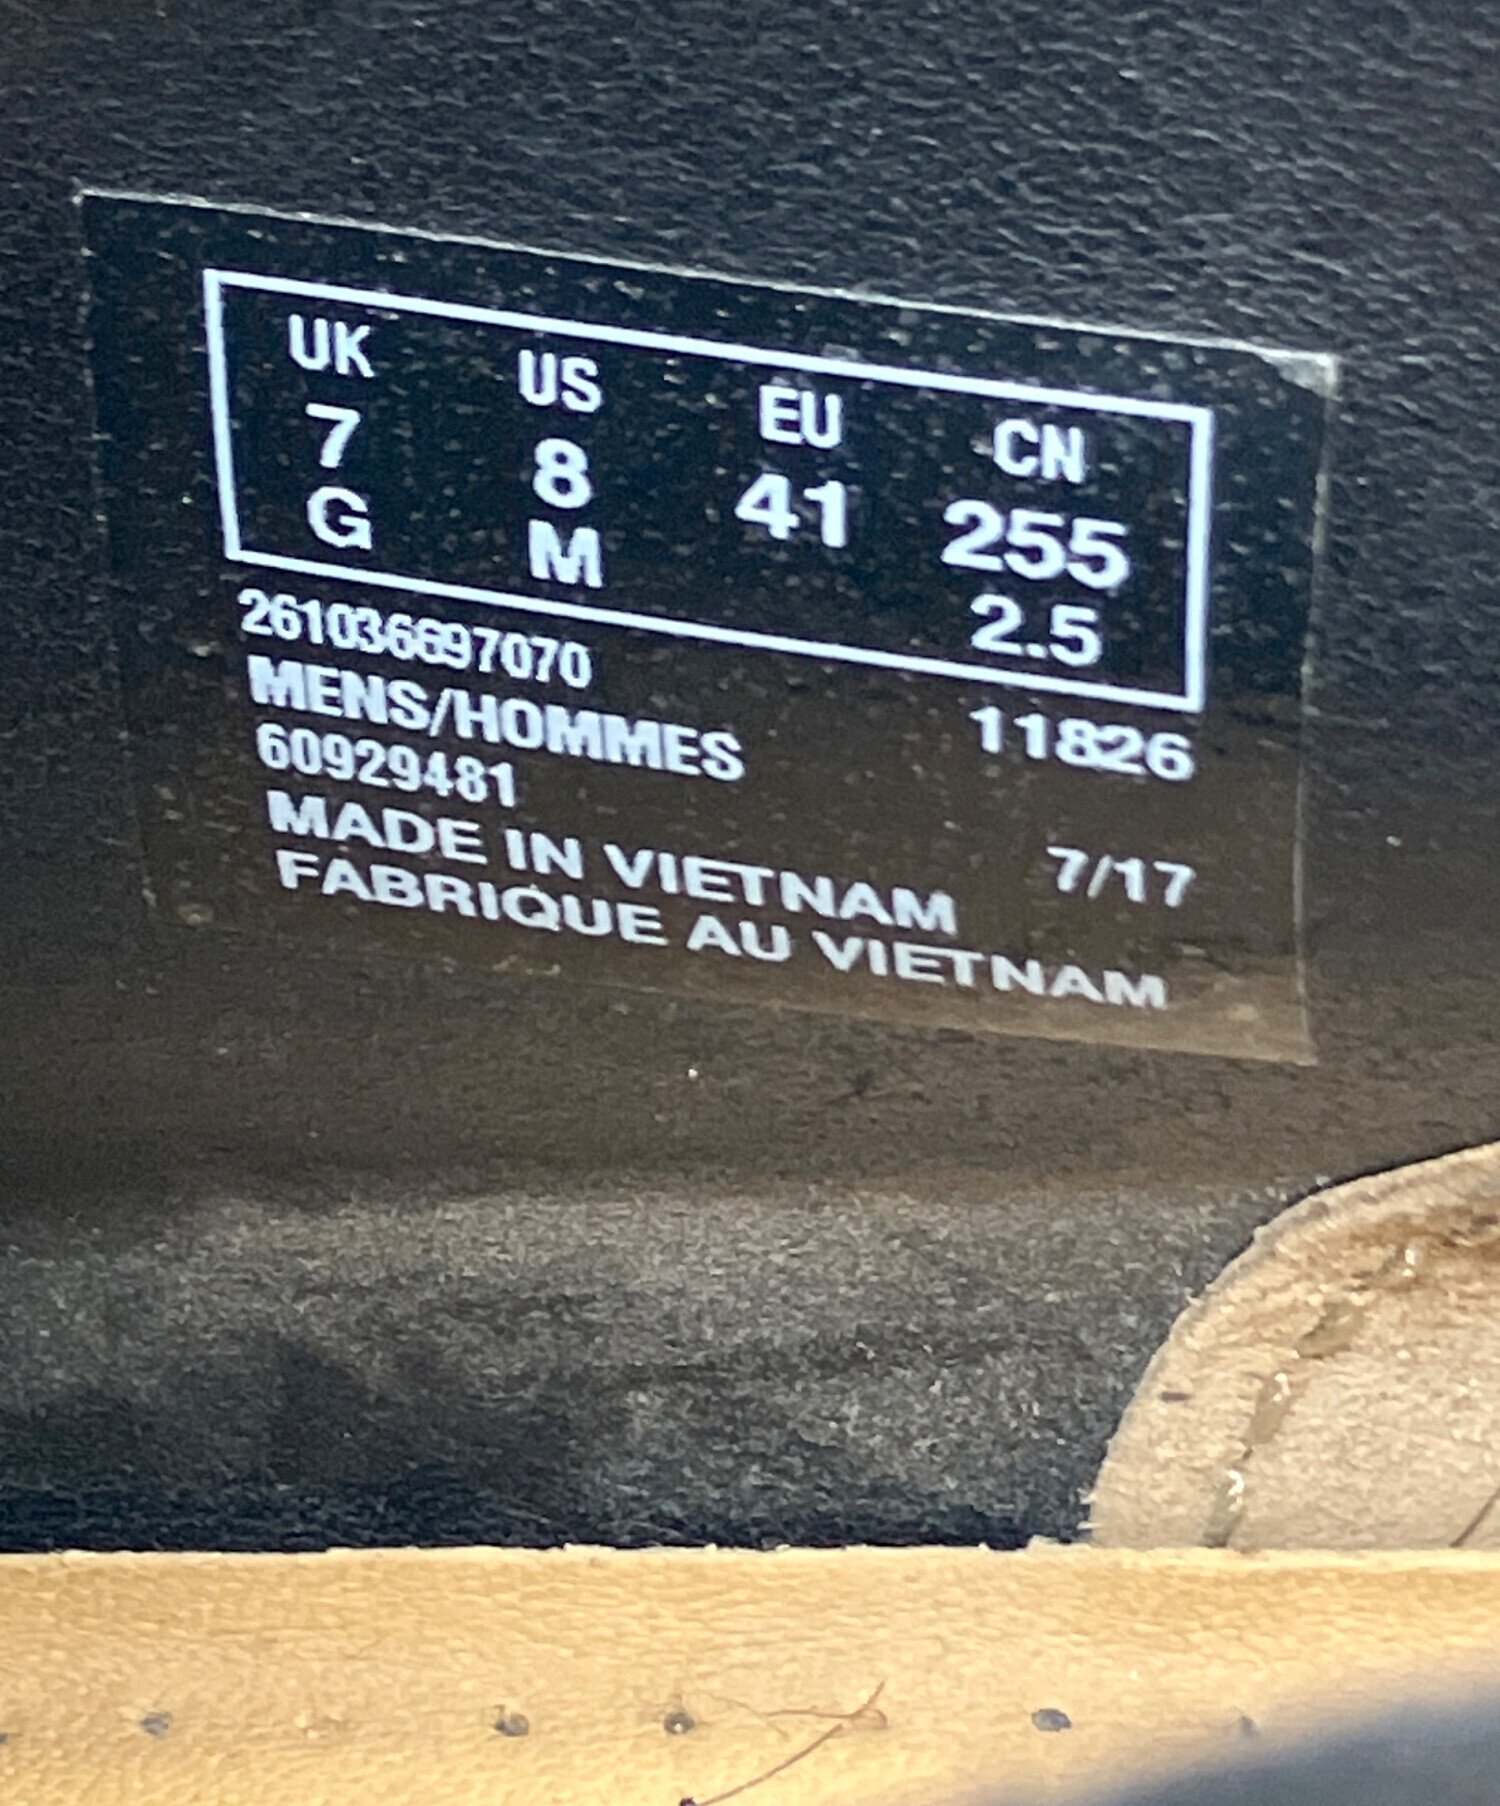 UK US EU CN
7 8 41 255
G M 2.5
261036697070
MENS/HOMMES 11826
60929481
MADE IN VIETNAM 7/17
FABRIQUE AU VIETNAM